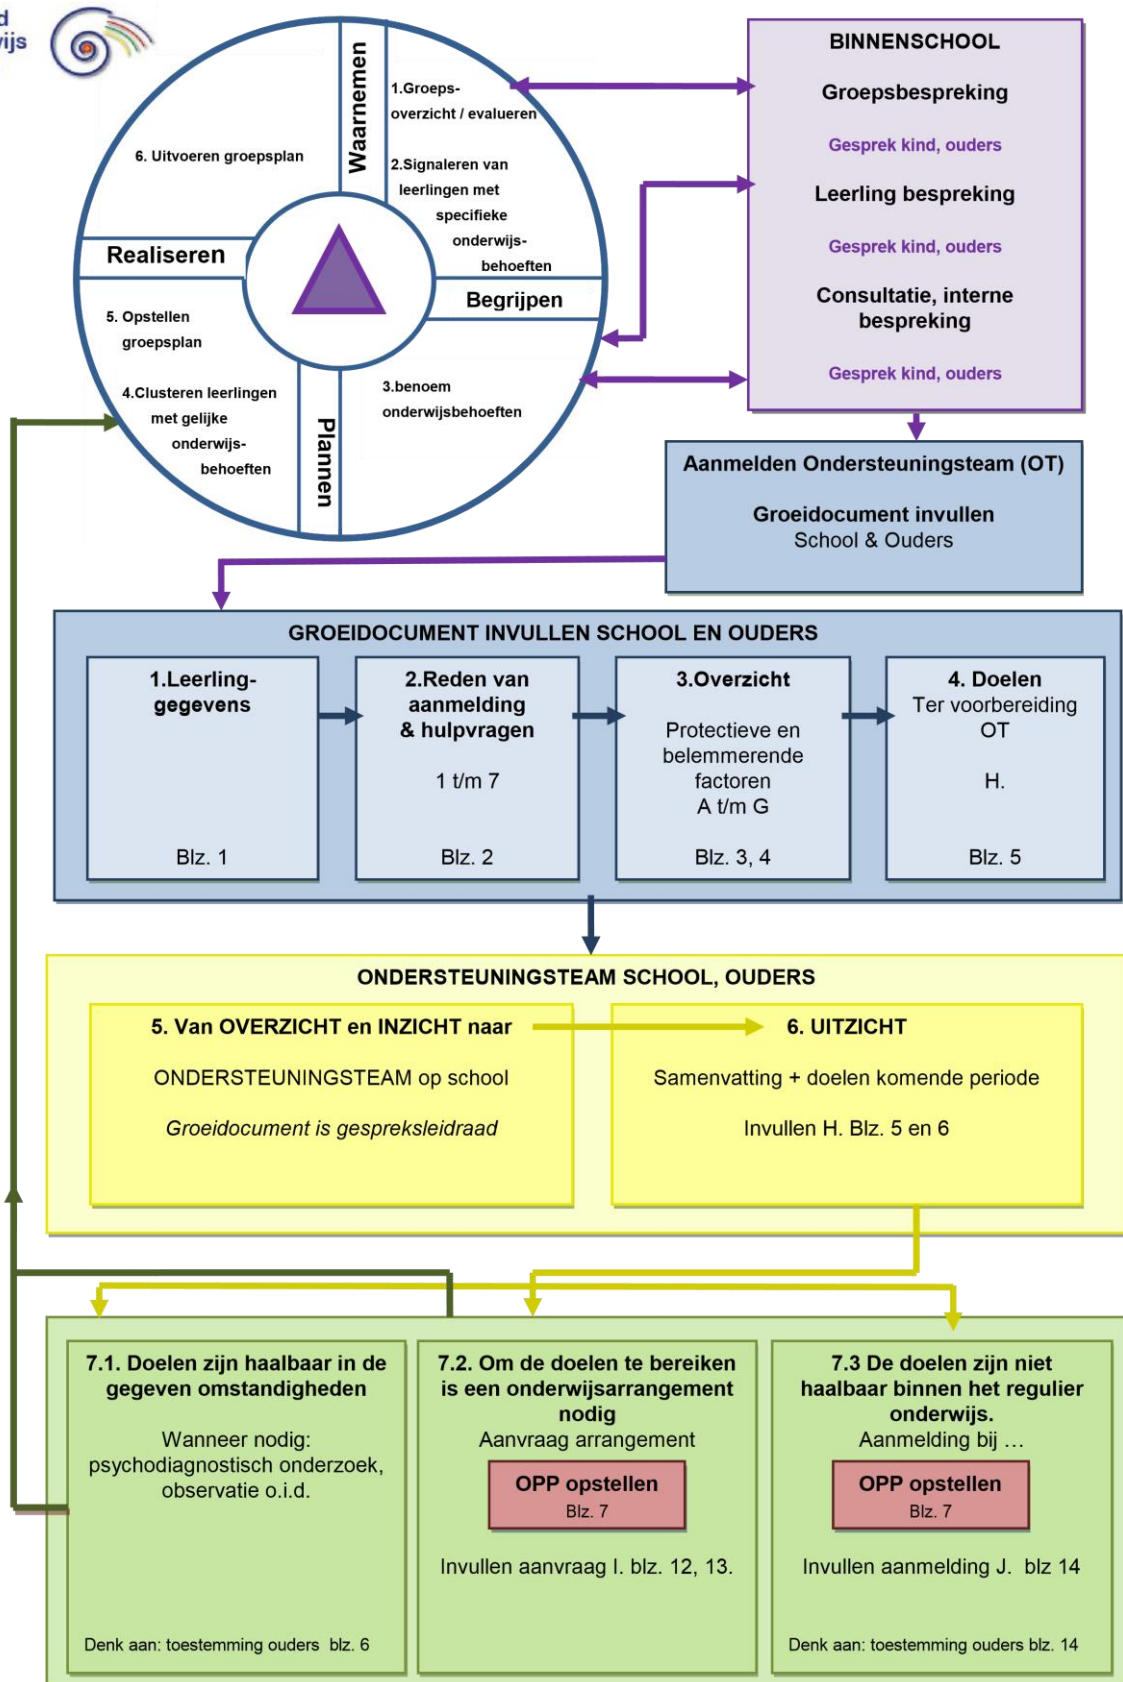 d
ijs
Waarnemen
1.Groeps-
overzicht / evalueren
2.Signaleren van
leerlingen met
specifieke
onderwijs-
behoeften
6. Uitvoeren groepsplan
Realiseren
Begrijpen
5. Opstellen
groepsplan
4.Clusteren leerlingen
met gelijke
onderwijs-
behoeften
Plannen
3.benoem
onderwijsbehoeften
BINNENSCHOOL
Groepsbespreking
Gesprek kind, ouders
Leerling bespreking
Gesprek kind, ouders
Consultatie, interne
bespreking
Gesprek kind, ouders
Aanmelden Ondersteuningsteam (OT)
Groeidocument invullen
School & Ouders
GROEIDOCUMENT INVULLEN SCHOOL EN OUDERS
1.Leerling-
gegevens
Blz. 1
2.Reden van
aanmelding
& hulpvragen
1 t/m 7
Blz. 2
3.Overzicht
Protectieve en
belemmerende
factoren
A t/m G
Blz. 3, 4
4. Doelen
Ter voorbereiding
OT
H.
Blz. 5
ONDERSTEUNINGSTEAM SCHOOL, OUDERS
5. Van OVERZICHT en INZICHT naar
ONDERSTEUNINGSTEAM op school
Groeidocument is gespreksleidraad
6. UITZICHT
Samenvatting + doelen komende periode
Invullen H. Blz. 5 en 6
7.1. Doelen zijn haalbaar in de
gegeven omstandigheden
Wanneer nodig:
psychodiagnostisch onderzoek,
observatie o.i.d.
Denk aan: toestemming ouders blz. 6
7.2. Om de doelen te bereiken
is een onderwijsarrangement
nodig
Aanvraag arrangement
OPP opstellen
Blz. 7
Invullen aanvraag I. blz. 12, 13.
7.3 De doelen zijn niet
haalbaar binnen het regulier
onderwijs.
Aanmelding bij …
OPP opstellen
Blz. 7
Invullen aanmelding J. blz 14
Denk aan: toestemming ouders blz. 14